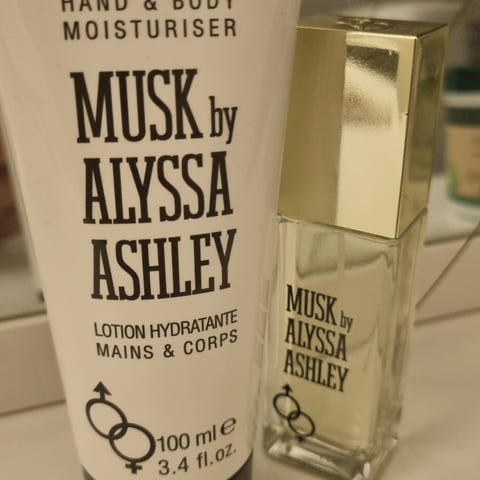 HAND & BODY
MOISTURISER
MUSK by
ALYSSA
ASHLEY
LOTION HYDRATANTE
MAINS & CORPS
100 ml e
3.4 fl.oz.
MUSK by
ALYSSA
ASHLEY